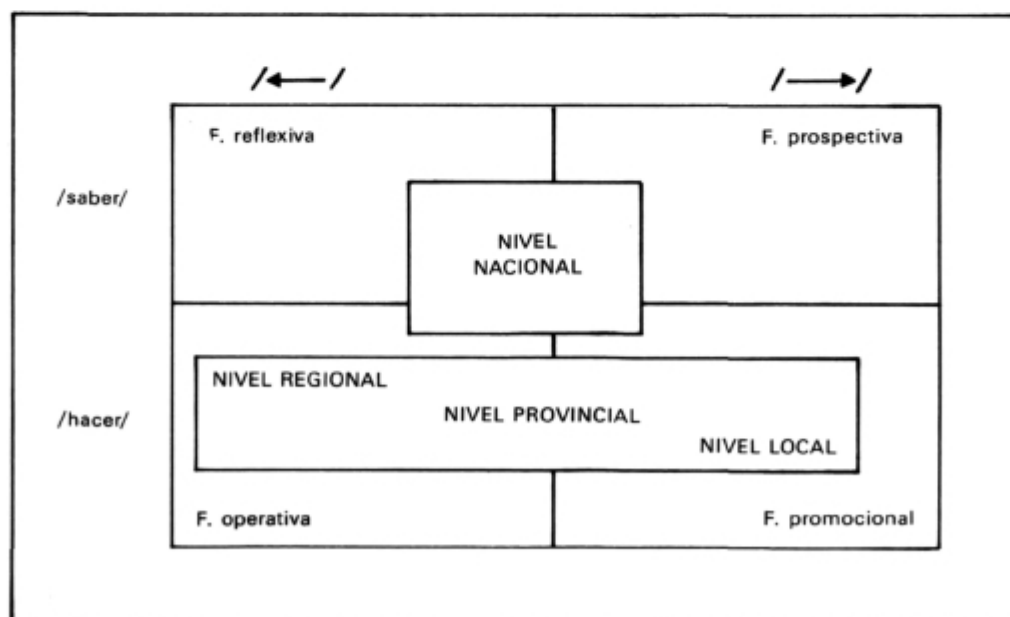 /←/ /→/
F. reflexiva F. prospectiva
/saber/
NIVEL
NACIONAL
NIVEL REGIONAL
/hacer/ NIVEL PROVINCIAL
NIVEL LOCAL
F. operativa F. promocional